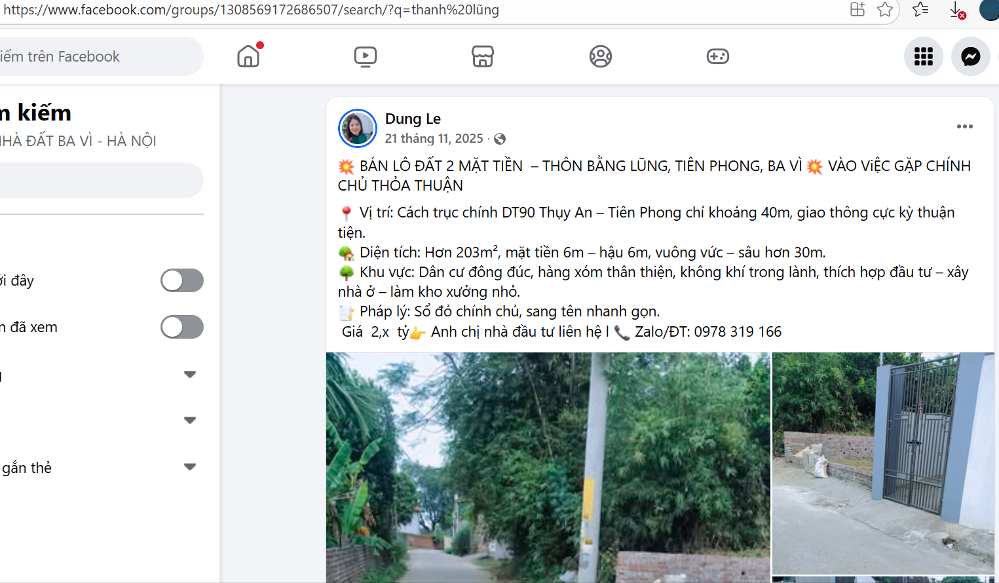 https://www.facebook.com/groups/1308569172686507/search/?q=thanh%20lũng
iếm trên Facebook
m kiếm
HÀ ĐẤT BA VÌ - HÀ NỘI
ới đây
n đã xem
g
gắn thẻ
Dung Le
21 tháng 11, 2025 ·
💥 BÁN LÔ ĐẤT 2 MẶT TIỀN – THÔN BẰNG LŨNG, TIÊN PHONG, BA VÌ 💥 VÀO ViỆC GẶP CHÍNH
CHỦ THỎA THUẬN
📍 Vị trí: Cách trục chính DT90 Thụy An – Tiên Phong chỉ khoảng 40m, giao thông cực kỳ thuận
tiện.
🏡 Diện tích: Hơn 203m², mặt tiền 6m – hậu 6m, vuông vức – sâu hơn 30m.
🌳 Khu vực: Dân cư đông đúc, hàng xóm thân thiện, không khí trong lành, thích hợp đầu tư – xây
nhà ở – làm kho xưởng nhỏ.
📑 Pháp lý: Sổ đỏ chính chủ, sang tên nhanh gọn.
Giá 2,x tỷ👉 Anh chị nhà đầu tư liên hệ l 📞 Zalo/ĐT: 0978 319 166